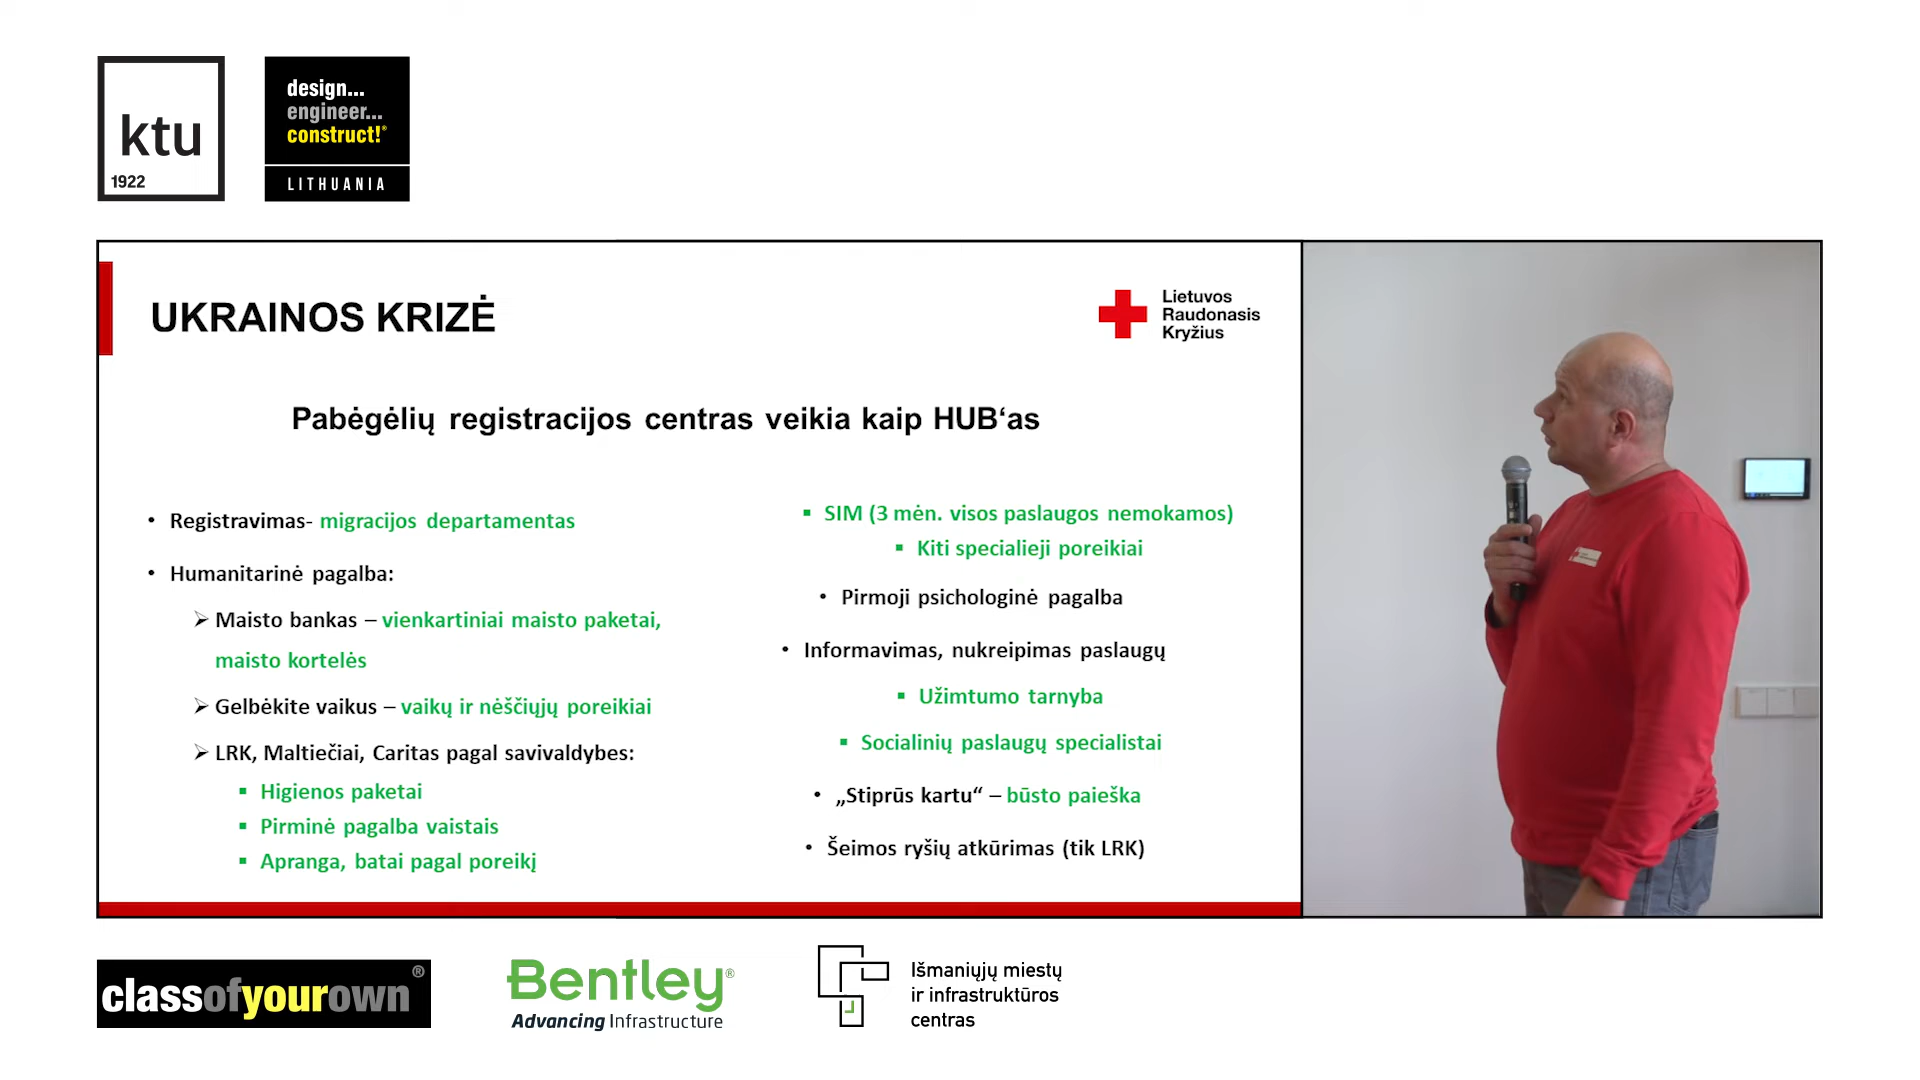 ktu
1922
design...
engineer...
construct!®
LITHUANIA
UKRAINOS KRIZĖ
Lietuvos
Raudonasis
Kryžius
Pabėgėlių registracijos centras veikia kaip HUB‘as
• Registravimas- migracijos departamentas
• Humanitarinė pagalba:
➢ Maisto bankas – vienkartiniai maisto paketai,
maisto kortelės
➢ Gelbėkite vaikus – vaikų ir nėščiųjų poreikiai
➢ LRK, Maltiečiai, Caritas pagal savivaldybes:
▪ Higienos paketai
▪ Pirminė pagalba vaistais
▪ Apranga, batai pagal poreikį
▪ SIM (3 mėn. visos paslaugos nemokamos)
▪ Kiti specialieji poreikiai
• Pirmoji psichologinė pagalba
• Informavimas, nukreipimas paslaugų
▪ Užimtumo tarnyba
▪ Socialinių paslaugų specialistai
• „Stiprūs kartu“ – būsto paieška
• Šeimos ryšių atkūrimas (tik LRK)
classofyourown®
Bentley®
Advancing Infrastructure
Išmaniųjų miestų
ir infrastruktūros
centras